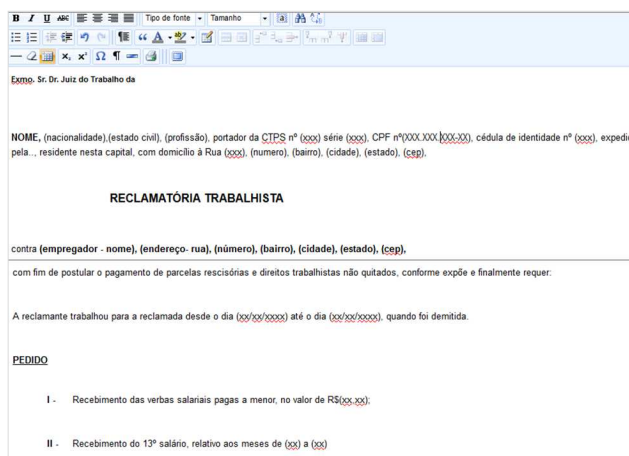 B I U ABC Tipo de fonte Tamanho
Exmo. Sr. Dr. Juiz do Trabalho da
NOME, (nacionalidade),(estado civil), (profissão), portador da CTPS nº (xxx) série (xxx), CPF nº(XXX.XXX.XXX-XX), cédula de identidade nº (xxx), expedid
pela.., residente nesta capital, com domicílio à Rua (xxx), (numero), (bairro), (cidade), (estado), (cep),
RECLAMATÓRIA TRABALHISTA
contra (empregador - nome), (endereço- rua), (número), (bairro), (cidade), (estado), (cep),
com fim de postular o pagamento de parcelas rescisórias e direitos trabalhistas não quitados, conforme expõe e finalmente requer:
A reclamante trabalhou para a reclamada desde o dia (xx/xx/xxxx) até o dia (xx/xx/xxxx), quando foi demitida.
PEDIDO
I - Recebimento das verbas salariais pagas a menor, no valor de R$(xx,xx);
II - Recebimento do 13º salário, relativo aos meses de (xx) a (xx)